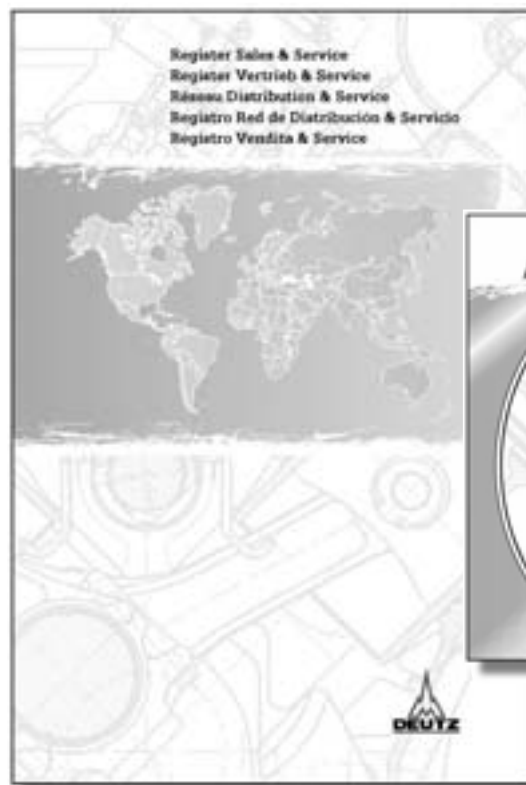 Register Sales & Service
Register Vertrieb & Service
Réseau Distribution & Service
Registro Red de Distribución & Servicio
Registro Vendita & Service
DEUTZ